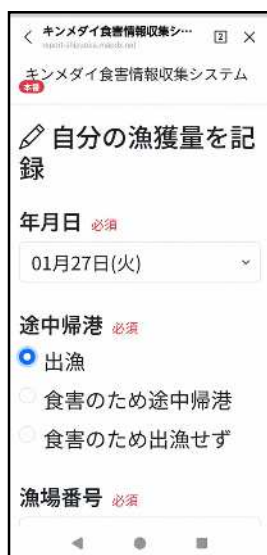 キンメダイ食害情報収集シ…
2
キンメダイ食害情報収集システム
本番
自分の漁獲量を記
録
年月日 必須
01月27日(火)
途中帰港 必須
出漁
食害のため途中帰港
食害のため出漁せず
漁場番号 必須